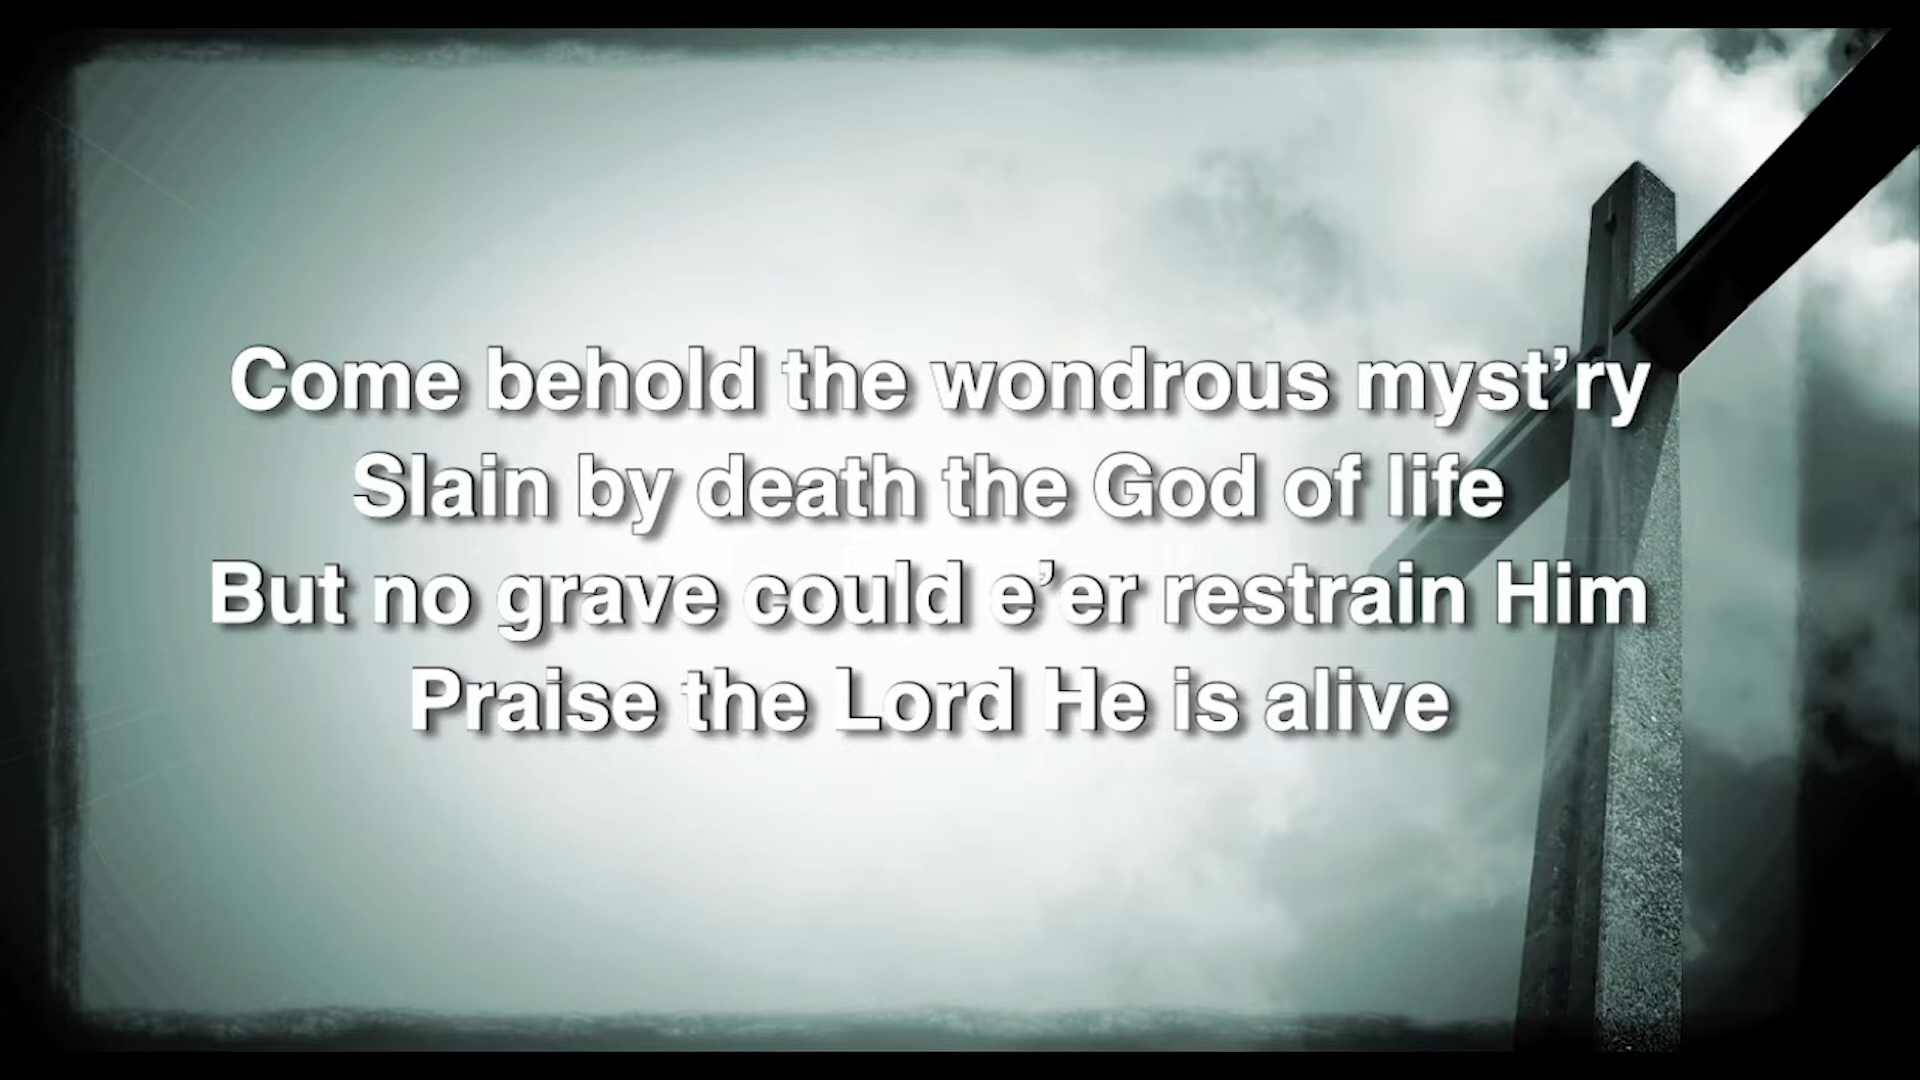 Come behold the wondrous myst’ry
Slain by death the God of life
But no grave could e’er restrain Him
Praise the Lord He is alive